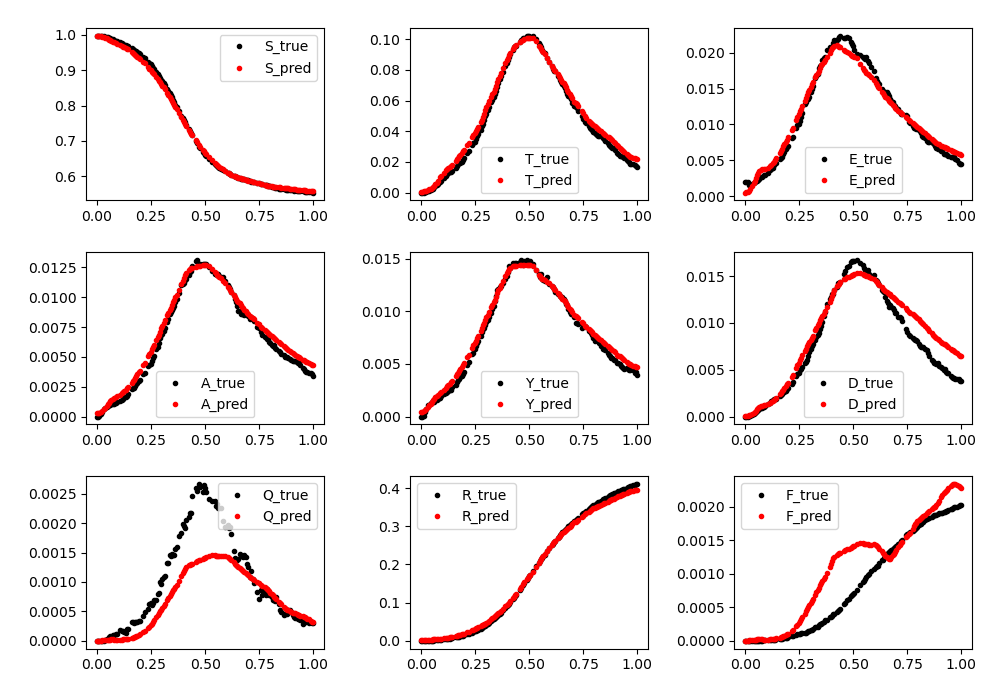 1.0
0.9
0.8
0.7
0.6
S_true
S_pred
0.00 0.25 0.50 0.75 1.00
0.10
0.08
0.06
0.04
0.02
0.00
T_true
T_pred
0.00 0.25 0.50 0.75 1.00
0.020
0.015
0.010
0.005
0.000
E_true
E_pred
0.00 0.25 0.50 0.75 1.00
0.0125
0.0100
0.0075
0.0050
0.0025
0.0000
A_true
A_pred
0.00 0.25 0.50 0.75 1.00
0.015
0.010
0.005
0.000
Y_true
Y_pred
0.00 0.25 0.50 0.75 1.00
0.015
0.010
0.005
0.000
D_true
D_pred
0.00 0.25 0.50 0.75 1.00
0.0025
0.0020
0.0015
0.0010
0.0005
0.0000
Q_true
Q_pred
0.00 0.25 0.50 0.75 1.00
0.4
0.3
0.2
0.1
0.0
R_true
R_pred
0.00 0.25 0.50 0.75 1.00
0.0020
0.0015
0.0010
0.0005
0.0000
F_true
F_pred
0.00 0.25 0.50 0.75 1.00